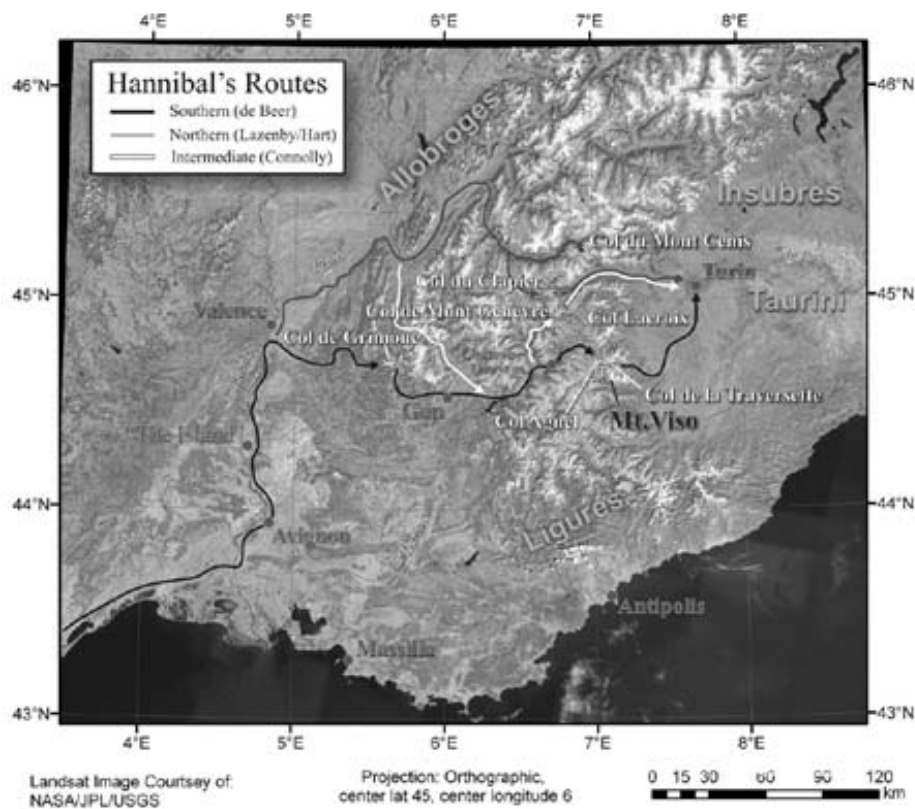 4°E
5°E
6°E
7°E
8°E
46°N
46°N
Hannibal's Routes
Southern (de Beer)
Northern (Lazenby/Hart)
Intermediate (Connolly)
Allobroges
Insubres
Col du Mont Cenis
Col du Clapier
Turin
45°N
45°N
Valence
Col de Mont Genevre
Col Lacroix
Taurini
Col de Grimone
Gap
Col de la Traversette
Col Agnel
Mt.Viso
The Island
44°N
44°N
Avignon
Ligures
Antipolis
Massilia
43°N
43°N
4°E
5°E
6°E
7°E
8°E
Landsat Image Courtsey of:
NASA/JPL/USGS
Projection: Orthographic,
center lat 45, center longitude 6
0 15 30 60 90 120
km